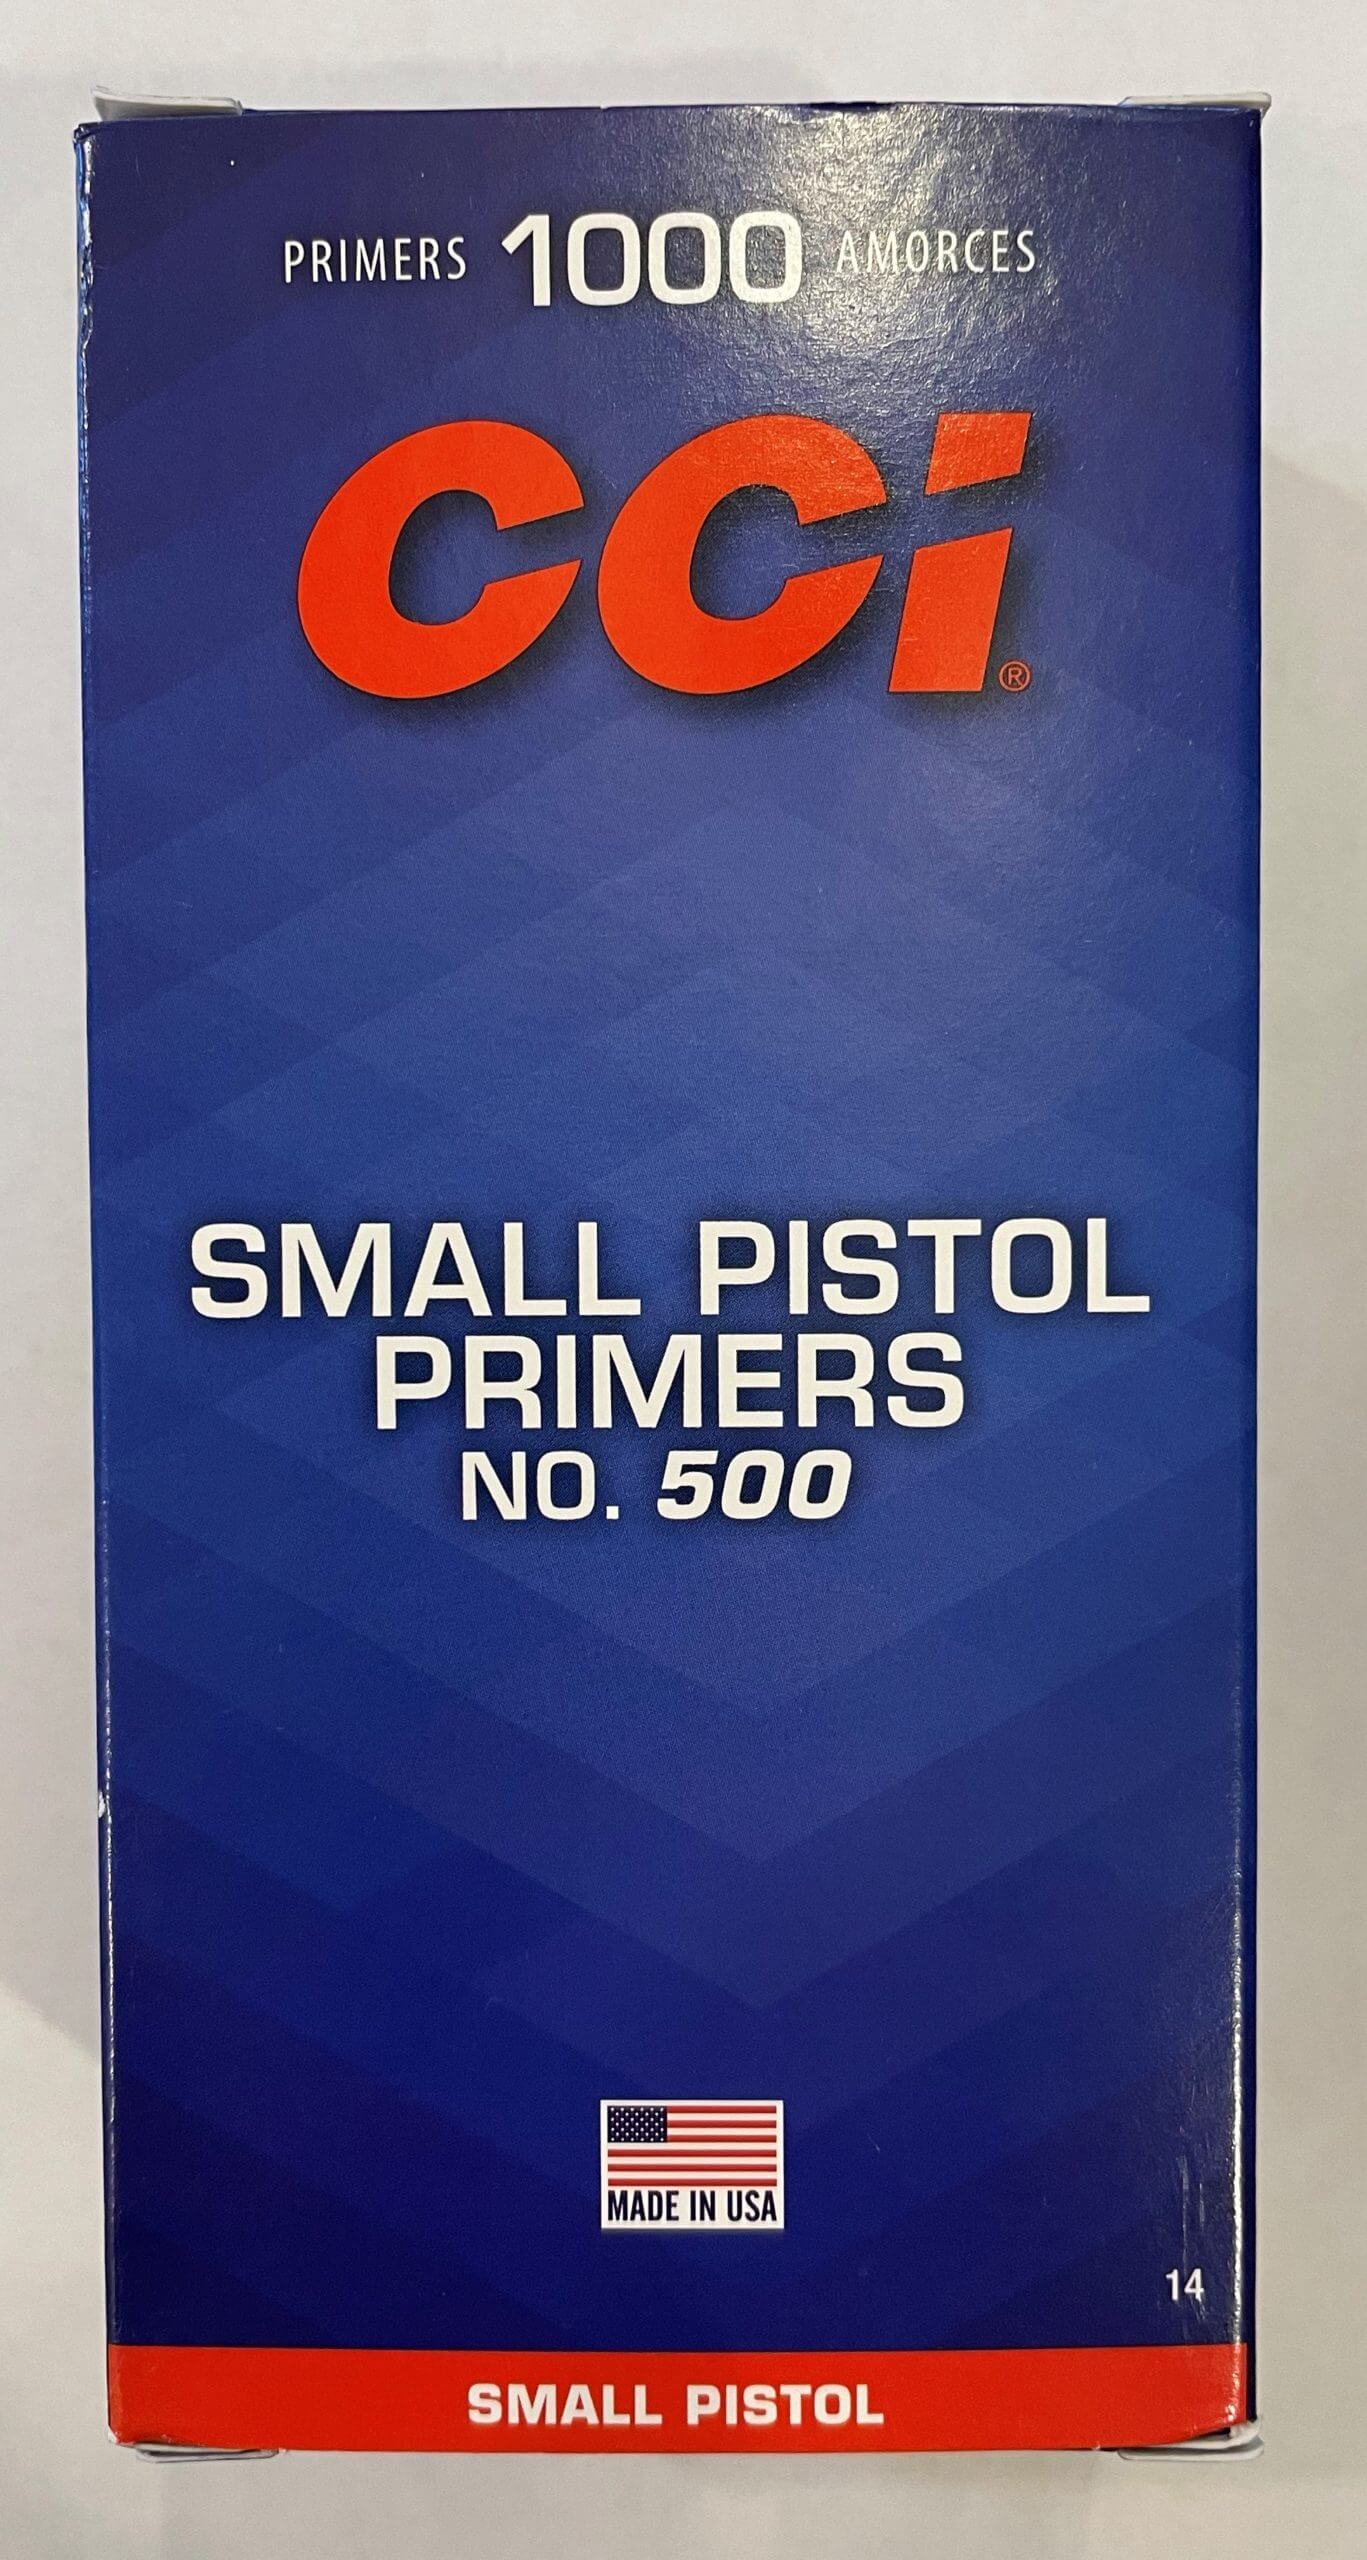 PRIMERS 1000 AMORCES
CCI®
SMALL PISTOL
PRIMERS
NO. 500
MADE IN USA
14
SMALL PISTOL